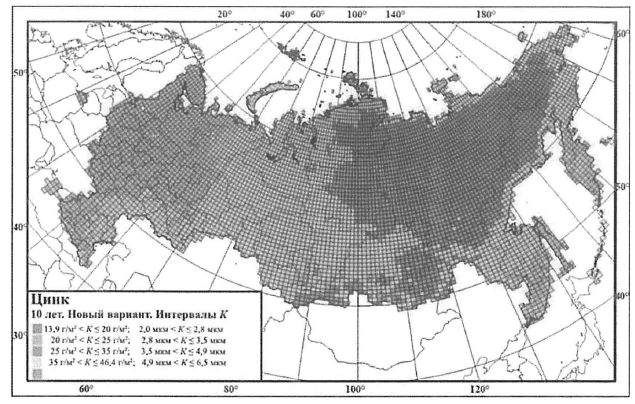 20° 40° 60° 100° 140° 180°
50° 60°
50°
40°
40°
30°
Цинк
10 лет. Новый вариант. Интервалы K
13,9 г/м² < K ≤ 20 г/м²; 2,0 мкм < K ≤ 2,8 мкм
20 г/м² < K ≤ 25 г/м²; 2,8 мкм < K ≤ 3,5 мкм
25 г/м² < K ≤ 35 г/м²; 3,5 мкм < K ≤ 4,9 мкм
35 г/м² < K ≤ 46,4 г/м²; 4,9 мкм < K ≤ 6,5 мкм
60° 80° 100° 120°